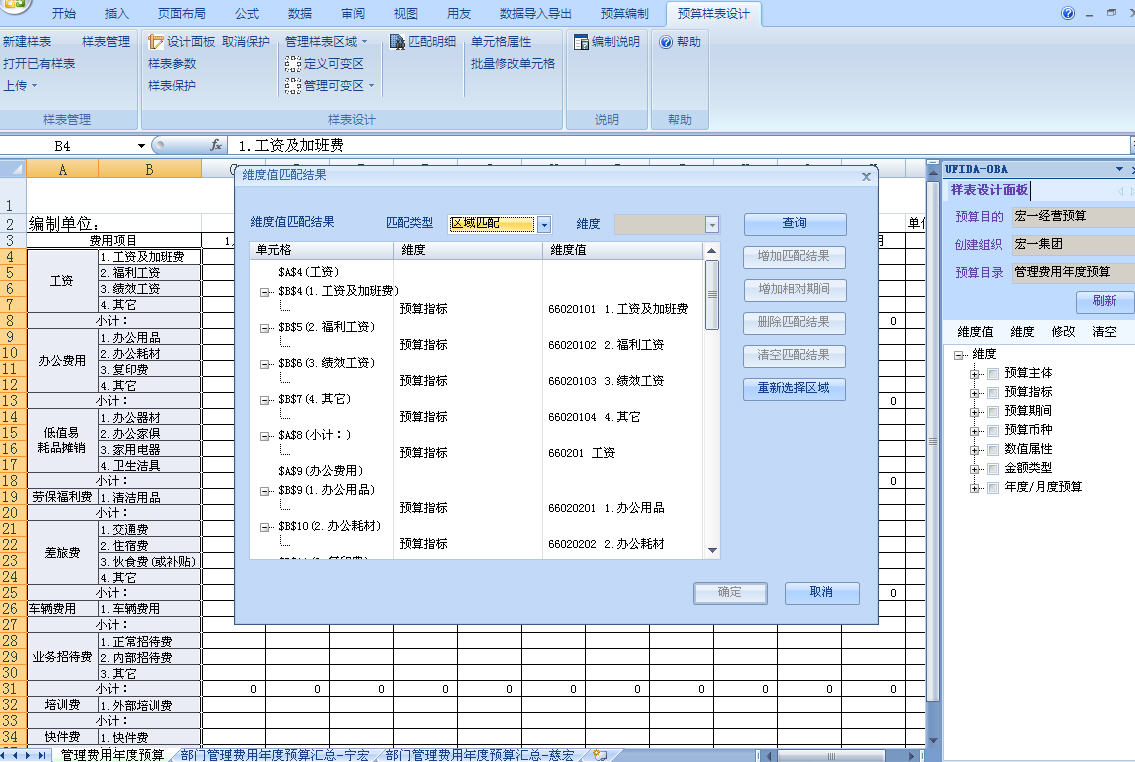 开始 插入 页面布局 公式 数据 审阅 视图 用友 数据导入导出 预算编制 预算样表设计
新建样表 样表管理 设计面板 取消保护 管理样表区域 匹配明细 单元格属性 编制说明 帮助
打开已有样表 样表参数 定义可变区 批量修改单元格
上传 样表保护 管理可变区
样表管理 样表设计 说明 帮助
B4 fx 1.工资及加班费
A B
1
2 编制单位:
3 费用项目
4 工资 1.工资及加班费
5 2.福利工资
6 3.绩效工资
7 4.其它
8 小计: 0
9 办公费用 1.办公用品
10 2.办公耗材
11 3.复印费
12 4.其它
13 小计: 0
14 低值易耗品摊销 1.办公器材
15 2.办公家俱
16 3.家用电器
17 4.卫生洁具
18 小计: 0
19 劳保福利费 1.清洁用品
20 小计:
21 差旅费 1.交通费
22 2.住宿费
23 3.伙食费(或补贴)
24 4.其它
25 小计: 0
26 车辆费用 1.车辆费用
27 小计:
28 业务招待费 1.正常招待费
29 2.内部招待费
30 3.其它
31 小计: 0 0 0 0 0 0 0 0 0 0 0
32 培训费 1.外部培训费
33 小计:
34 快件费 1.快件费
管理费用年度预算 部门管理费用年度预算汇总-宁宏 部门管理费用年度预算汇总-慈宏
维度值匹配结果
维度值匹配结果 匹配类型 区域匹配 维度 查询
单元格 维度 维度值
$A$4(工资)
$B$4(1.工资及加班费)
预算指标 66020101 1.工资及加班费
$B$5(2.福利工资)
预算指标 66020102 2.福利工资
$B$6(3.绩效工资)
预算指标 66020103 3.绩效工资
$B$7(4.其它)
预算指标 66020104 4.其它
$A$8(小计:)
预算指标 660201 工资
$A$9(办公费用)
$B$9(1.办公用品)
预算指标 66020201 1.办公用品
$B$10(2.办公耗材)
预算指标 66020202 2.办公耗材
增加匹配结果
增加相对期间
删除匹配结果
清空匹配结果
重新选择区域
确定 取消
UFIDA-OBA
样表设计面板
预算目的 宏一经营预算
创建组织 宏一集团
预算目录 管理费用年度预算
刷新
维度值 维度 修改 清空
维度
预算主体
预算指标
预算期间
预算币种
数值属性
金额类型
年度/月度预算